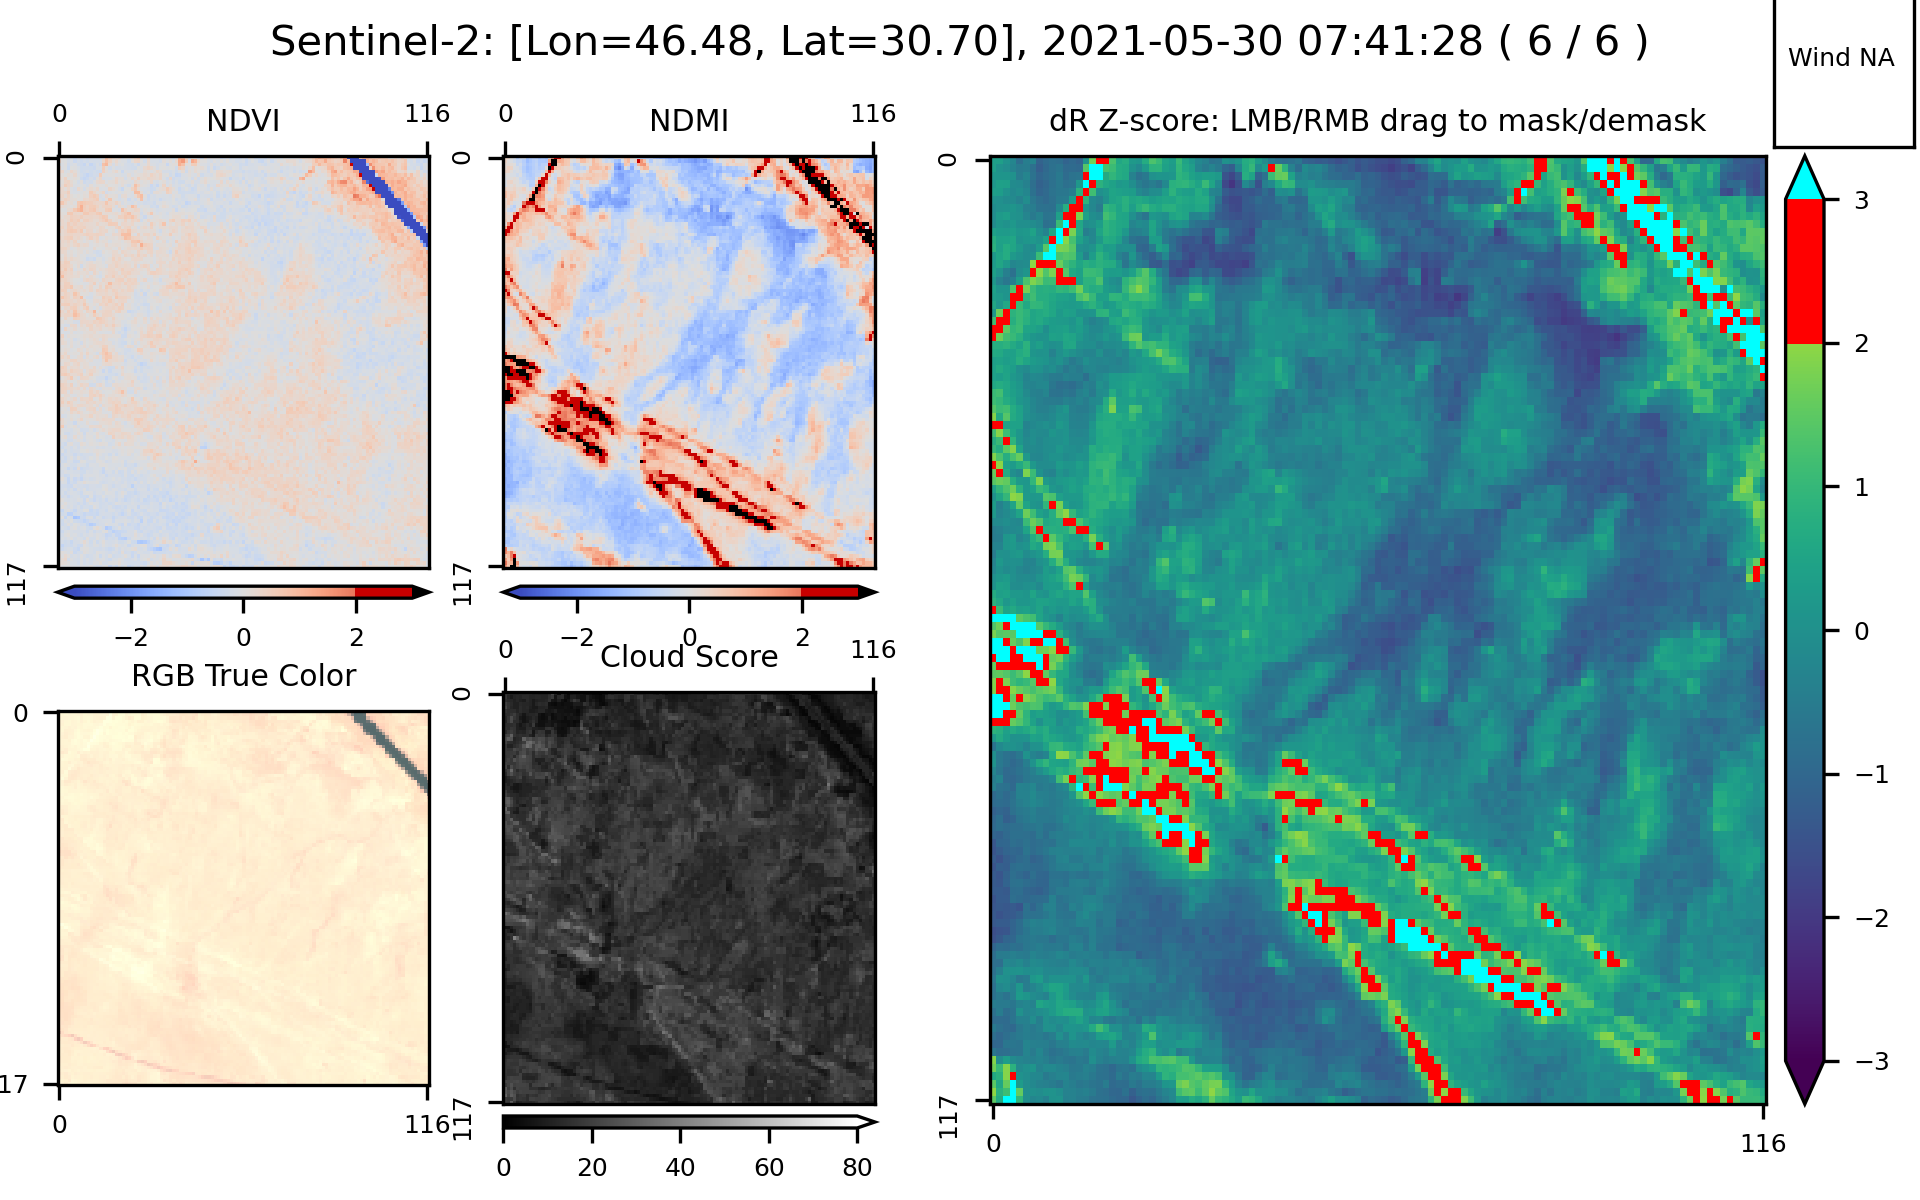 Sentinel-2: [Lon=46.48, Lat=30.70], 2021-05-30 07:41:28 ( 6 / 6 )
Wind NA
NDVI
0 116
0
117
−2 0 2
NDMI
0 116
0
117
−2 0 2
dR Z-score: LMB/RMB drag to mask/demask
0
117
0 116
3
2
1
0
−1
−2
−3
RGB True Color
0
17
0 116
Cloud Score
0 116
0
117
0 20 40 60 80